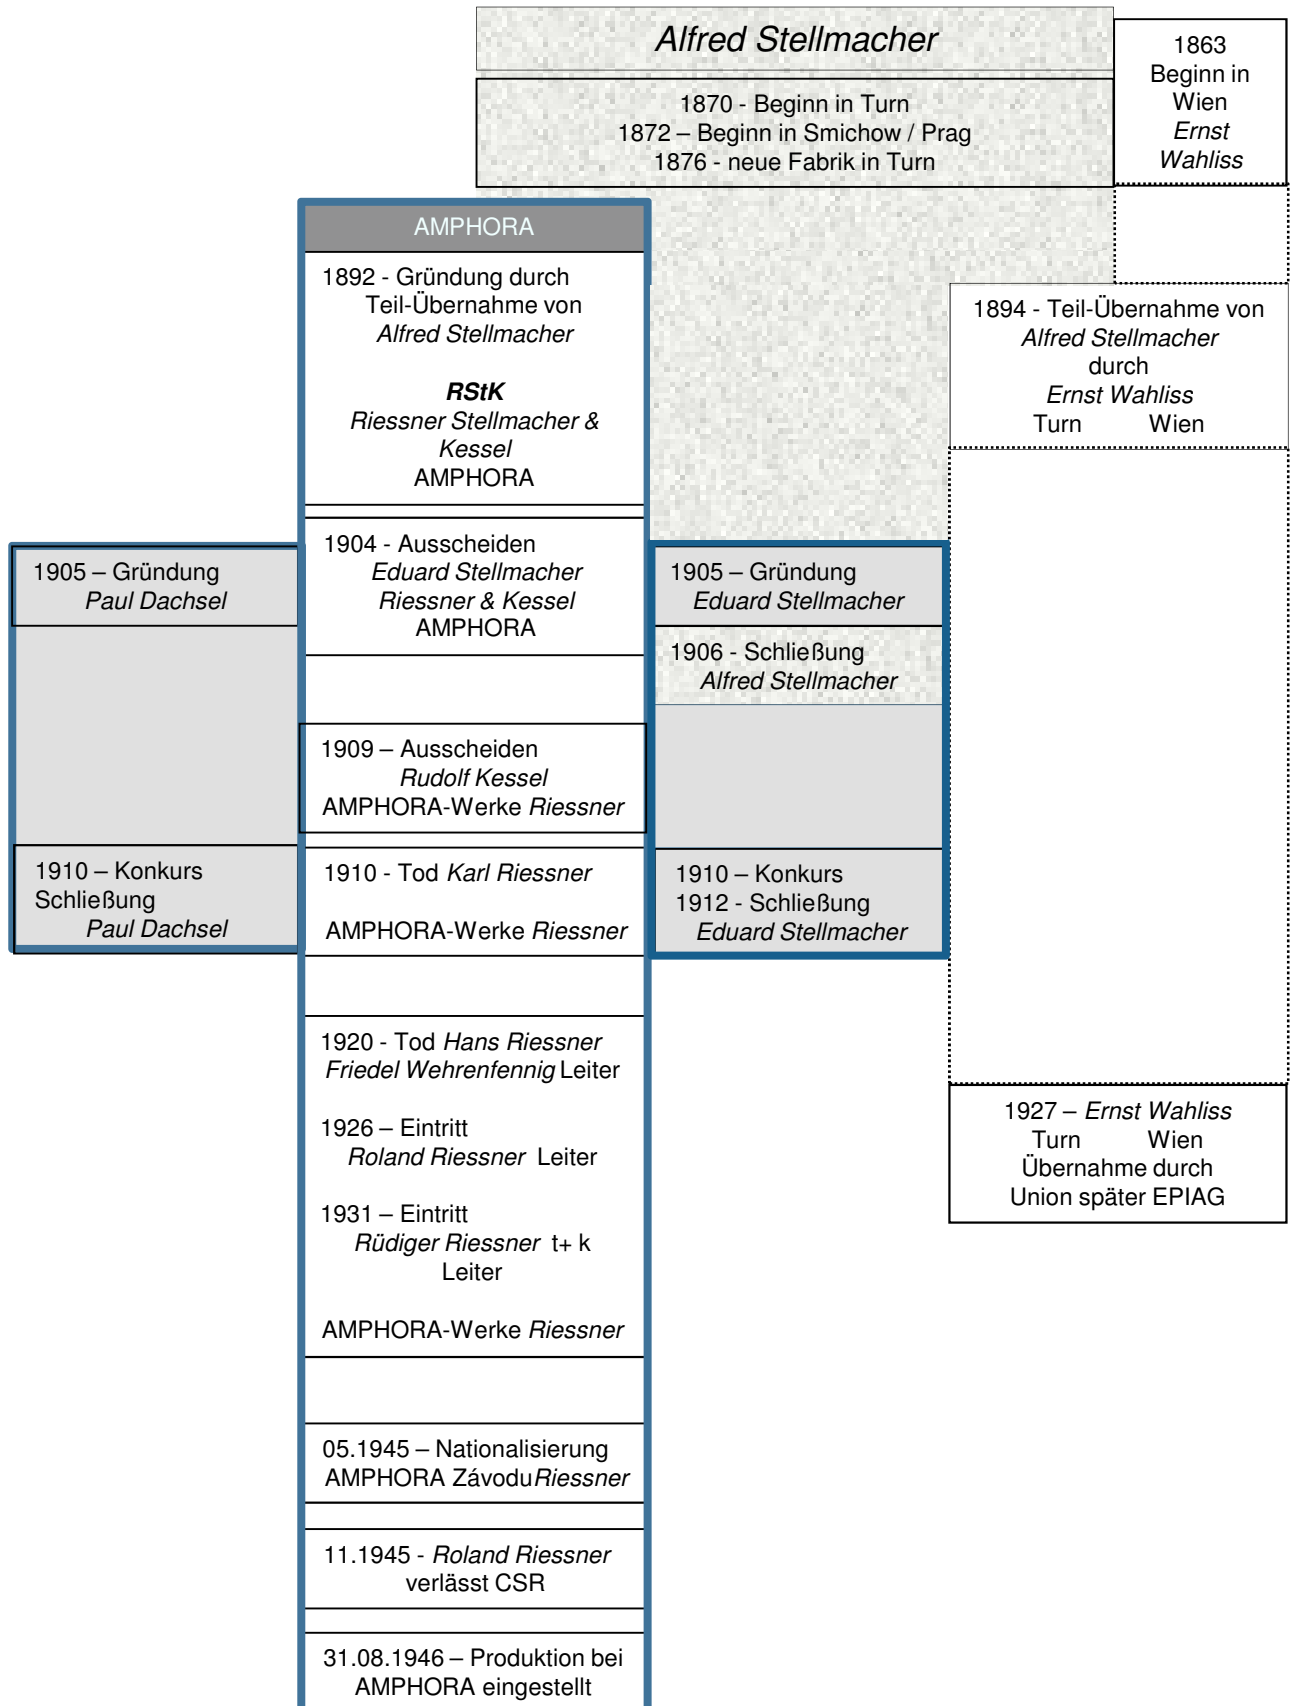 Alfred Stellmacher
1870 - Beginn in Turn
1872 – Beginn in Smichow / Prag
1876 - neue Fabrik in Turn
1863
Beginn in
Wien
Ernst
Wahliss
AMPHORA
1892 - Gründung durch
Teil-Übernahme von
Alfred Stellmacher
RStK
Riessner Stellmacher &
Kessel
AMPHORA
1894 - Teil-Übernahme von
Alfred Stellmacher
durch
Ernst Wahliss
Turn Wien
1904 - Ausscheiden
Eduard Stellmacher
Riessner & Kessel
AMPHORA
1905 – Gründung
Paul Dachsel
1905 – Gründung
Eduard Stellmacher
1906 - Schließung
Alfred Stellmacher
1909 – Ausscheiden
Rudolf Kessel
AMPHORA-Werke Riessner
1910 – Konkurs
Schließung
Paul Dachsel
1910 - Tod Karl Riessner
AMPHORA-Werke Riessner
1910 – Konkurs
1912 - Schließung
Eduard Stellmacher
1920 - Tod Hans Riessner
Friedel Wehrenfennig Leiter
1926 – Eintritt
Roland Riessner Leiter
1931 – Eintritt
Rüdiger Riessner t+ k
Leiter
AMPHORA-Werke Riessner
1927 – Ernst Wahliss
Turn Wien
Übernahme durch
Union später EPIAG
05.1945 – Nationalisierung
AMPHORA ZávoduRiessner
11.1945 - Roland Riessner
verlässt CSR
31.08.1946 – Produktion bei
AMPHORA eingestellt